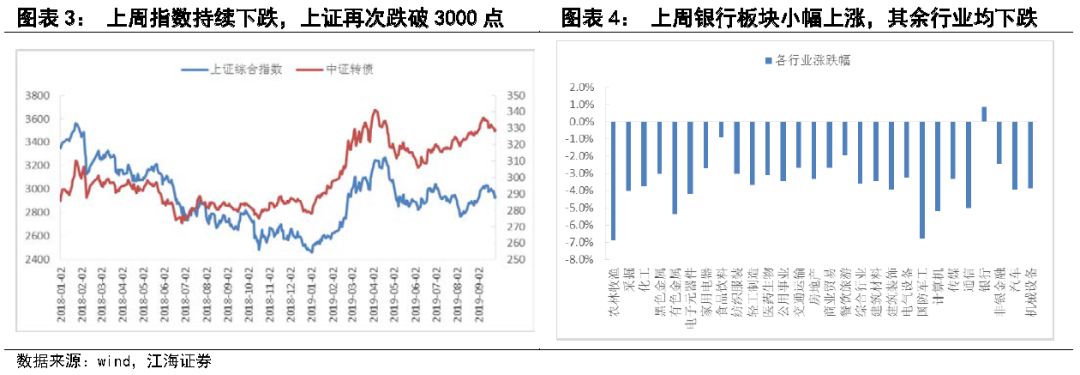 图表 3： 上周指数持续下跌，上证再次跌破 3000 点
上证综合指数 中证转债
3800
3600
3400
3200
3000
2800
2600
2400
350
340
330
320
310
300
290
280
270
260
250
2018-01-02
2018-02-02
2018-03-02
2018-04-02
2018-05-02
2018-06-02
2018-07-02
2018-08-02
2018-09-02
2018-10-02
2018-11-02
2018-12-02
2019-01-02
2019-02-02
2019-03-02
2019-04-02
2019-05-02
2019-06-02
2019-07-02
2019-08-02
2019-09-02
图表 4： 上周银行板块小幅上涨，其余行业均下跌
各行业涨跌幅
2.0%
1.0%
0.0%
-1.0%
-2.0%
-3.0%
-4.0%
-5.0%
-6.0%
-7.0%
-8.0%
农林牧渔
采掘
化工
黑色金属
有色金属
电子元器件
家用电器
食品饮料
纺织服装
轻工制造
医药生物
公用事业
交通运输
房地产
商业贸易
餐饮旅游
综合行业
建筑材料
建筑装饰
电气设备
国防军工
计算机
传媒
通信
银行
非银金融
汽车
机械设备
数据来源：wind，江海证券